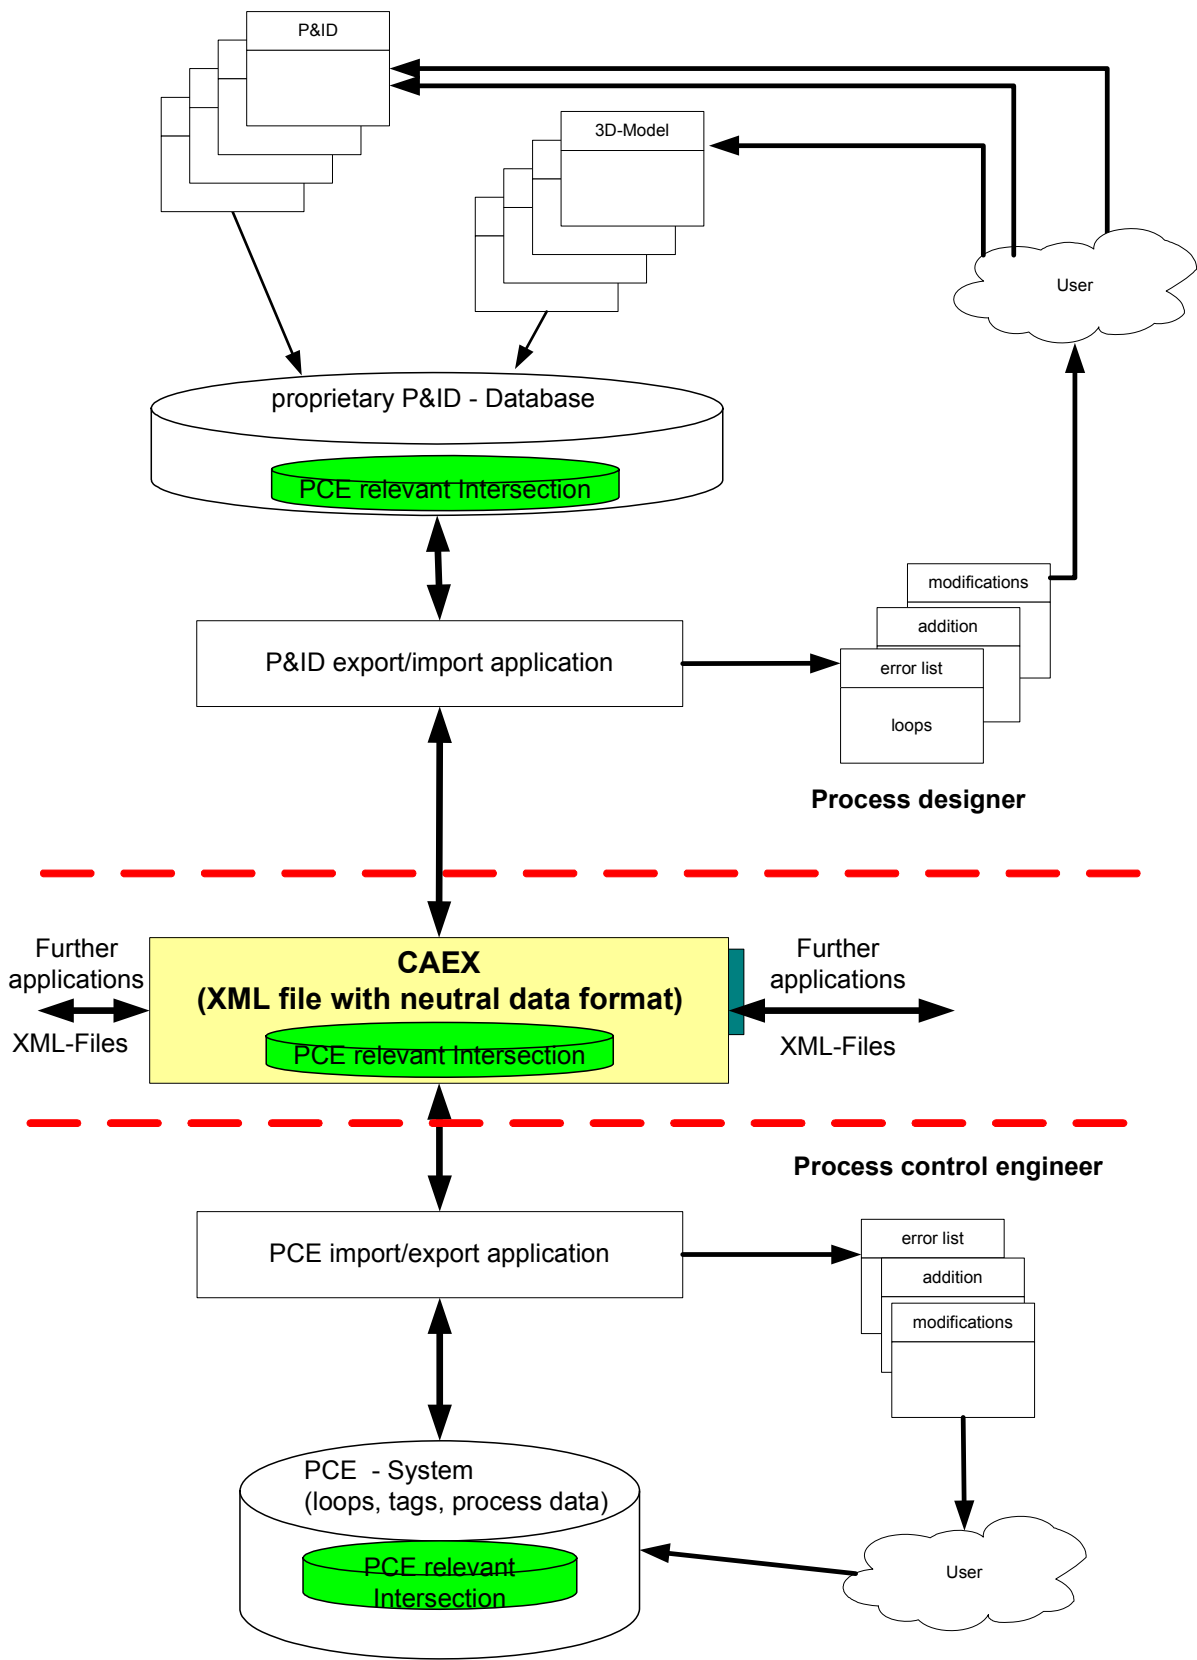 P&ID
3D-Model
User
proprietary P&ID - Database
PCE relevant Intersection
modifications
addition
error list
loops
P&ID export/import application
Process designer
Further
applications
XML-Files
CAEX
(XML file with neutral data format)
PCE relevant Intersection
Further
applications
XML-Files
Process control engineer
PCE import/export application
error list
addition
modifications
PCE - System
(loops, tags, process data)
PCE relevant
Intersection
User